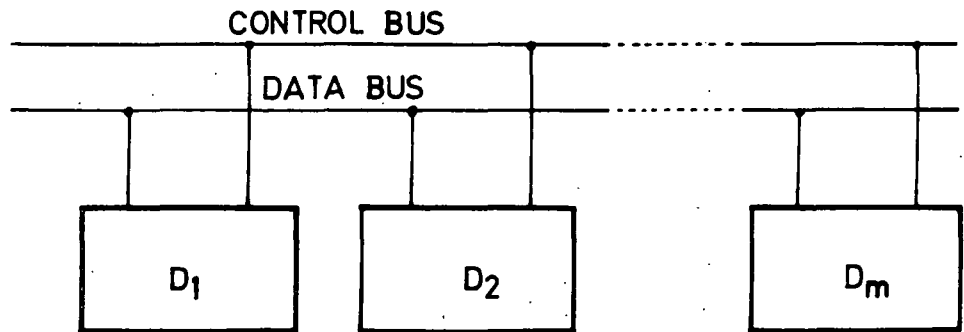 CONTROL BUS
DATA BUS
D1 D2 Dm